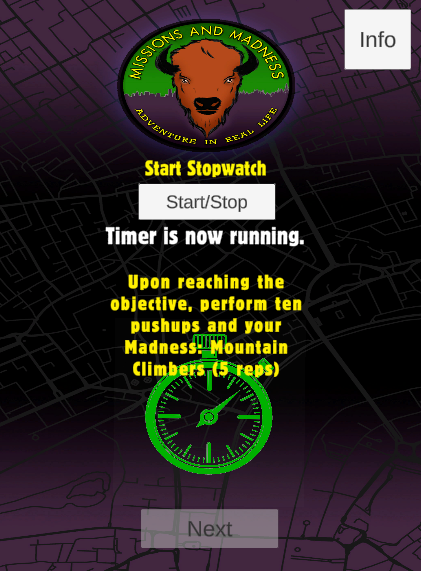 Info
MISSIONS AND MADNESS
ADVENTURE IN REAL LIFE
Start Stopwatch
Start/Stop
Timer is now running.
Upon reaching the
objective, perform ten
pushups and your
Madness: Mountain
Climbers (5 reps)
Next